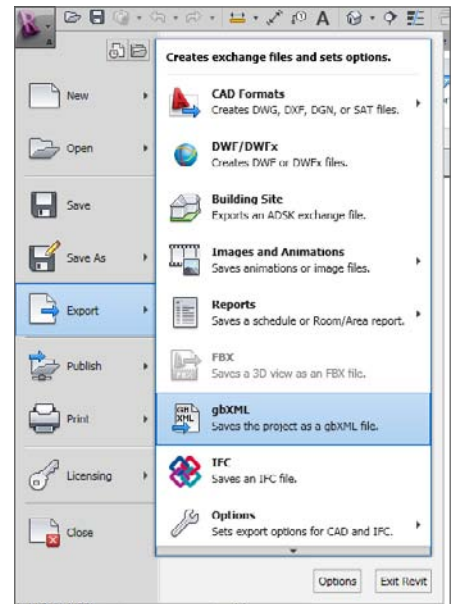 Creates exchange files and sets options.
New
CAD Formats
Creates DWG, DXF, DGN, or SAT files.
Open
DWF/DWFx
Creates DWF or DWFx files.
Save
Building Site
Exports an ADSK exchange file.
Save As
Images and Animations
Saves animations or image files.
Export
Reports
Saves a schedule or Room/Area report.
Publish
FBX
Saves a 3D view as an FBX file.
Print
gbXML
Saves the project as a gbXML file.
Licensing
IFC
Saves an IFC file.
Close
Options
Sets export options for CAD and IFC.
Options
Exit Revit